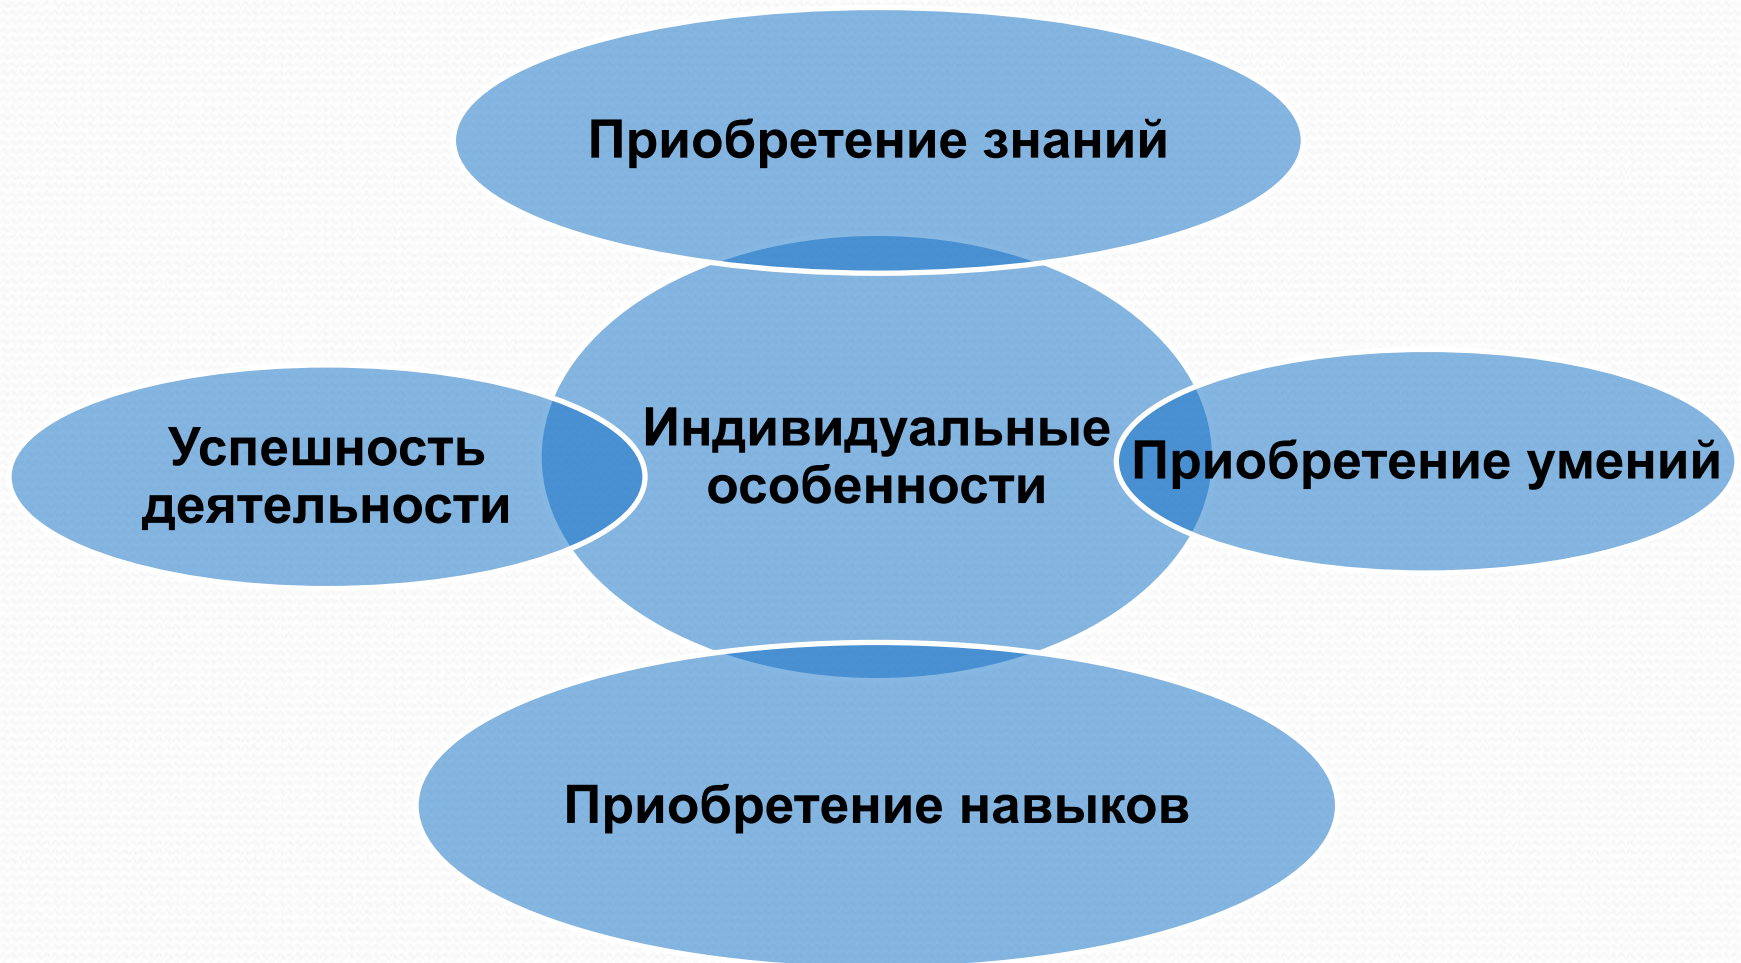 Приобретение знаний
Успешность
деятельности
Индивидуальные
особенности
Приобретение умений
Приобретение навыков